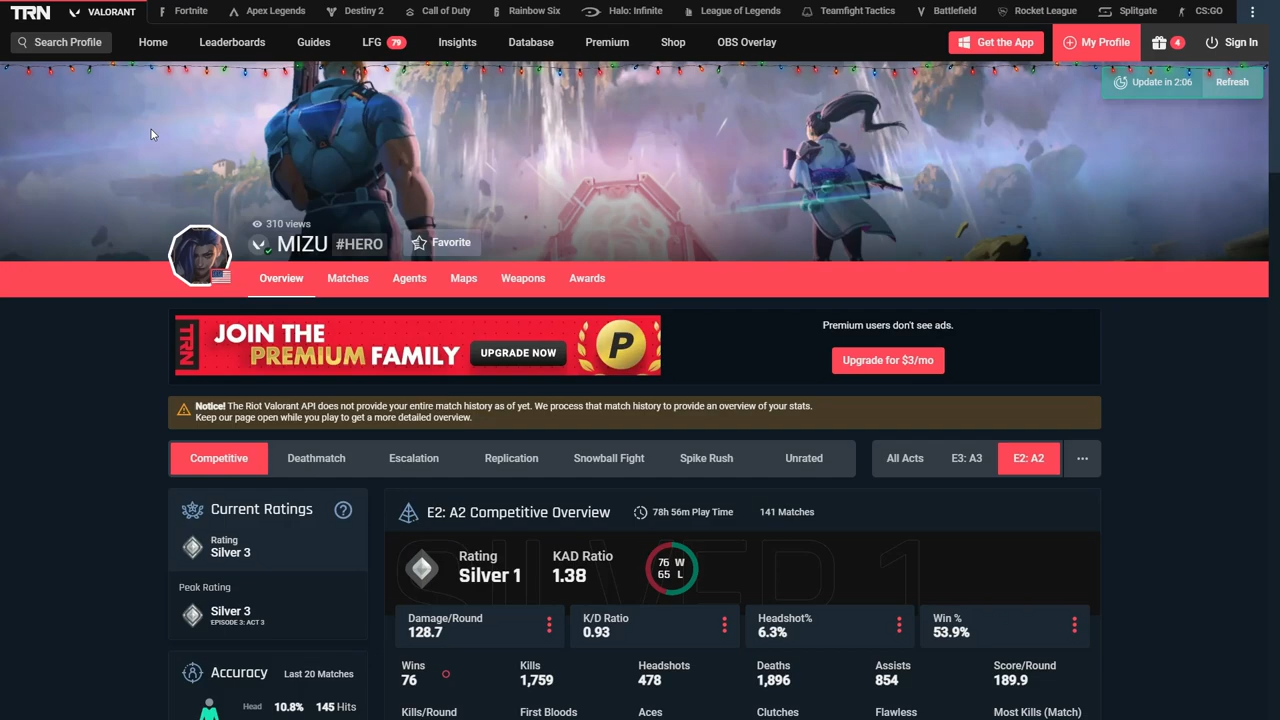 TRN VALORANT Fortnite Apex Legends Destiny 2 Call of Duty Rainbow Six Halo: Infinite League of Legends Teamfight Tactics Battlefield Rocket League Splitgate CS:GO
Search Profile Home Leaderboards Guides LFG 79 Insights Database Premium Shop OBS Overlay Get the App My Profile 4 Sign In
Update in 2:06 Refresh
310 views
MIZU #HERO Favorite
Overview Matches Agents Maps Weapons Awards
TRN
JOIN THE
PREMIUM FAMILY
UPGRADE NOW
P
Premium users don't see ads.
Upgrade for $3/mo
Notice! The Riot Valorant API does not provide your entire match history as of yet. We process that match history to provide an overview of your stats.
Keep our page open while you play to get a more detailed overview.
Competitive Deathmatch Escalation Replication Snowball Fight Spike Rush Unrated All Acts E3: A3 E2: A2
Current Ratings ?
Rating
Silver 3
Peak Rating
Silver 3
EPISODE 3: ACT 3
Accuracy Last 20 Matches
Head 10.8% 145 Hits
E2: A2 Competitive Overview 78h 56m Play Time 141 Matches
SILVER 1
Rating
Silver 1
KAD Ratio
1.38
76 W
65 L
Damage/Round K/D Ratio Headshot% Win %
128.7 0.93 6.3% 53.9%
Wins Kills Headshots Deaths Assists Score/Round
76 1,759 478 1,896 854 189.9
Kills/Round First Bloods Aces Clutches Flawless Most Kills (Match)